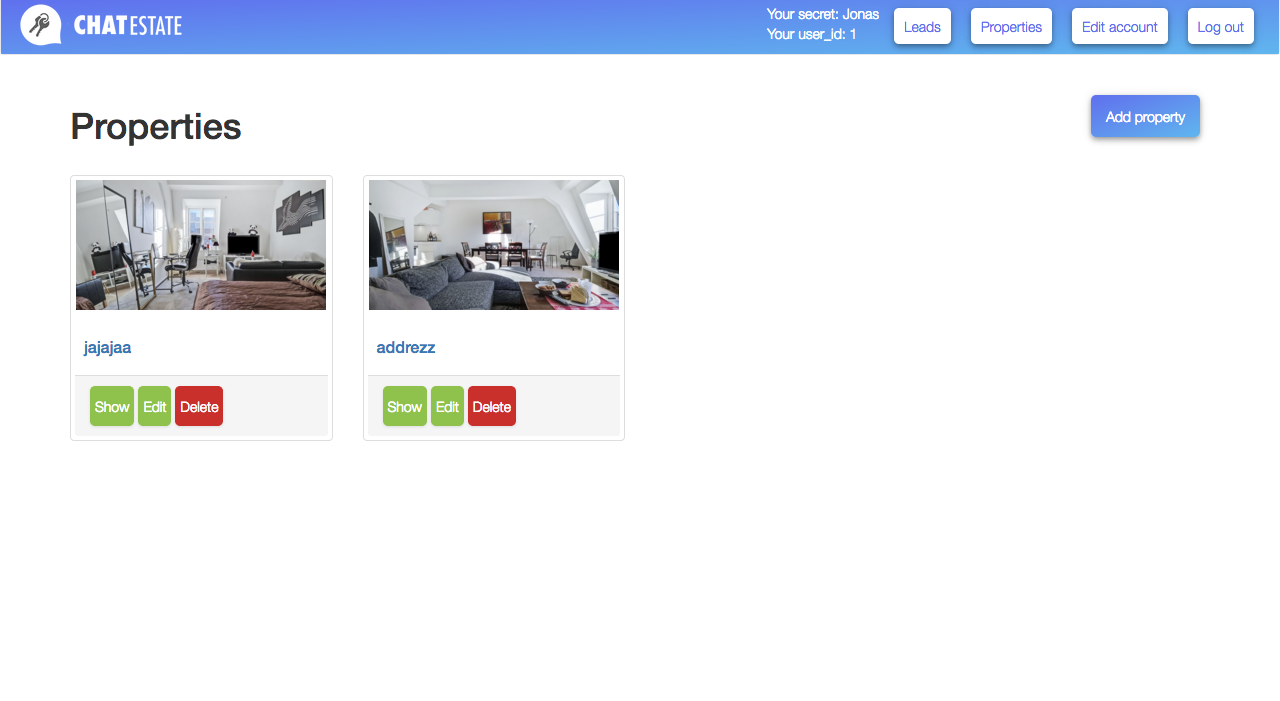 CHATESTATE
Your secret: Jonas
Your user_id: 1
Leads
Properties
Edit account
Log out
Properties
Add property
jajajaa
addrezz
Show Edit Delete
Show Edit Delete